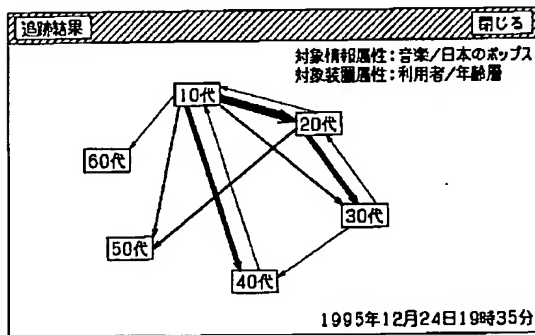 追跡結果
閉じる
対象情報属性：音楽/日本のポップス
対象装置属性：利用者/年齢層
10代
20代
60代
30代
50代
40代
1995年12月24日19時35分